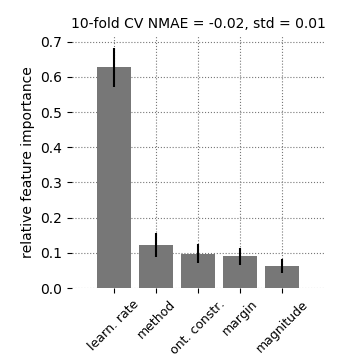 10-fold CV NMAE = -0.02, std = 0.01
relative feature importance
0.7
0.6
0.5
0.4
0.3
0.2
0.1
0.0
learn. rate
method
ont. constr.
margin
magnitude